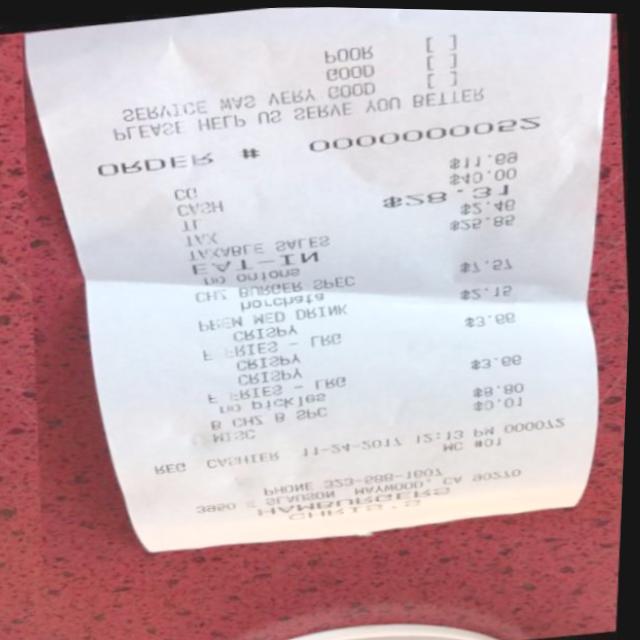 CHRIS'S
HAMBURGERS
3950 E SLAUSON MAYWOOD, CA 90270
PHONE 323-588-1607
MC #01
REG CASHIER 11-24-2017 12:13 PM 000072
MISC $0.01
B CHZ B SPC $8.80
no pickles
F FRIES - LRG $3.66
CRISPY
CRISPY
F FRIES - LRG $3.66
CRISPY
PREM MED DRINK $2.15
horchata
CHZ BURGER SPEC $7.57
no onions
EAT-IN
TAXABLE SALES $25.85
TAX $2.46
TL $28.31
CASH $40.00
CG $11.69
ORDER # 0000000052
PLEASE HELP US SERVE YOU BETTER
SERVICE WAS VERY GOOD [ ]
GOOD [ ]
POOR [ ]